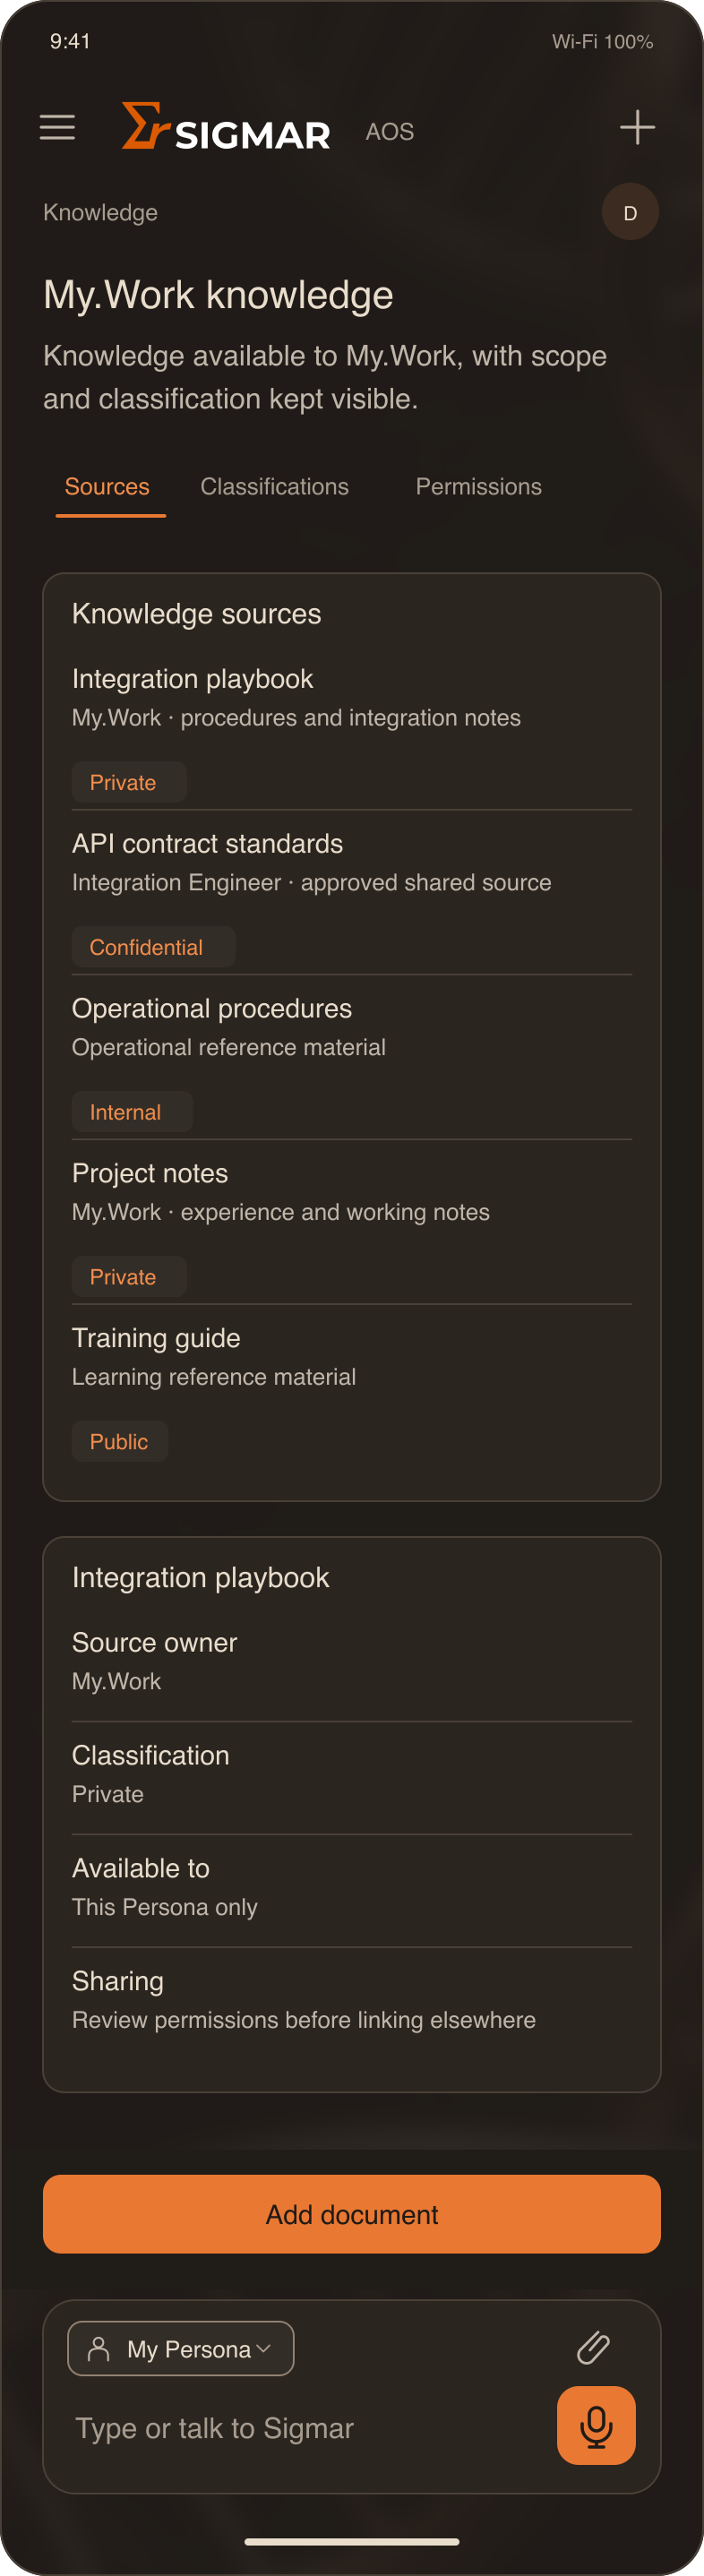 9:41
Wi-Fi 100%
Σr SIGMAR AOS
Knowledge
D
My.Work knowledge
Knowledge available to My.Work, with scope
and classification kept visible.
Sources Classifications Permissions
Knowledge sources
Integration playbook
My.Work · procedures and integration notes
Private
API contract standards
Integration Engineer · approved shared source
Confidential
Operational procedures
Operational reference material
Internal
Project notes
My.Work · experience and working notes
Private
Training guide
Learning reference material
Public
Integration playbook
Source owner
My.Work
Classification
Private
Available to
This Persona only
Sharing
Review permissions before linking elsewhere
Add document
My Persona
Type or talk to Sigmar